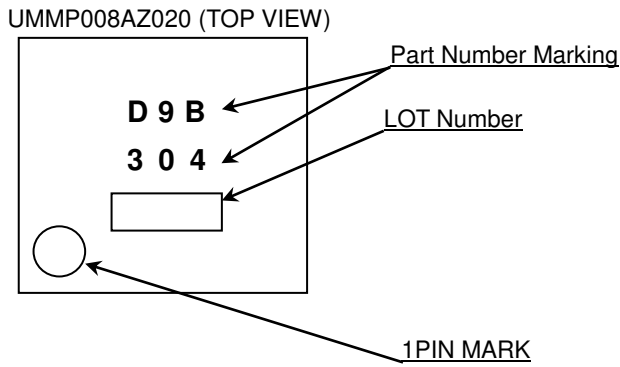 UMMP008AZ020 (TOP VIEW)
Part Number Marking
D 9 B
LOT Number
3 0 4
1PIN MARK